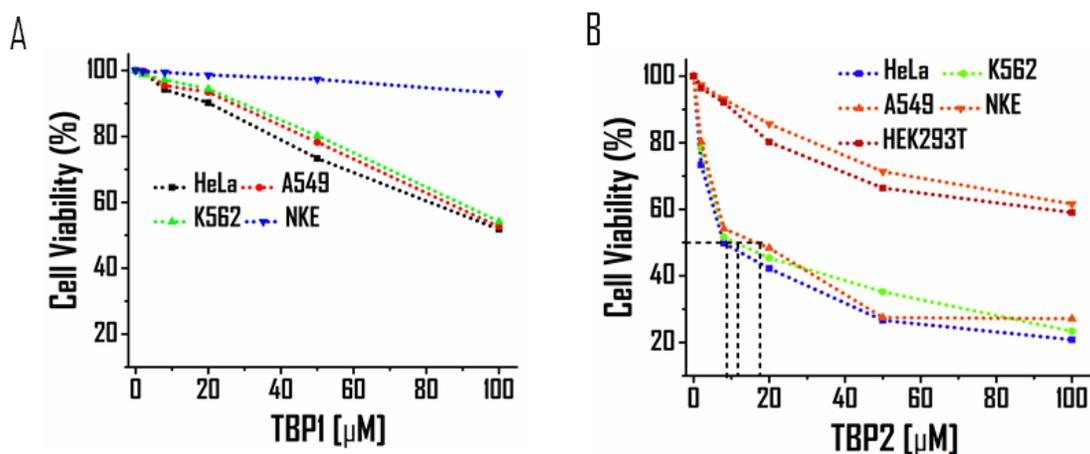 A
Cell Viability (%)
100
80
60
40
20
HeLa A549
K562 NKE
0 20 40 60 80 100
TBP1 [µM]
B
Cell Viability (%)
100
80
60
40
20
HeLa K562
A549 NKE
HEK293T
0 20 40 60 80 100
TBP2 [µM]